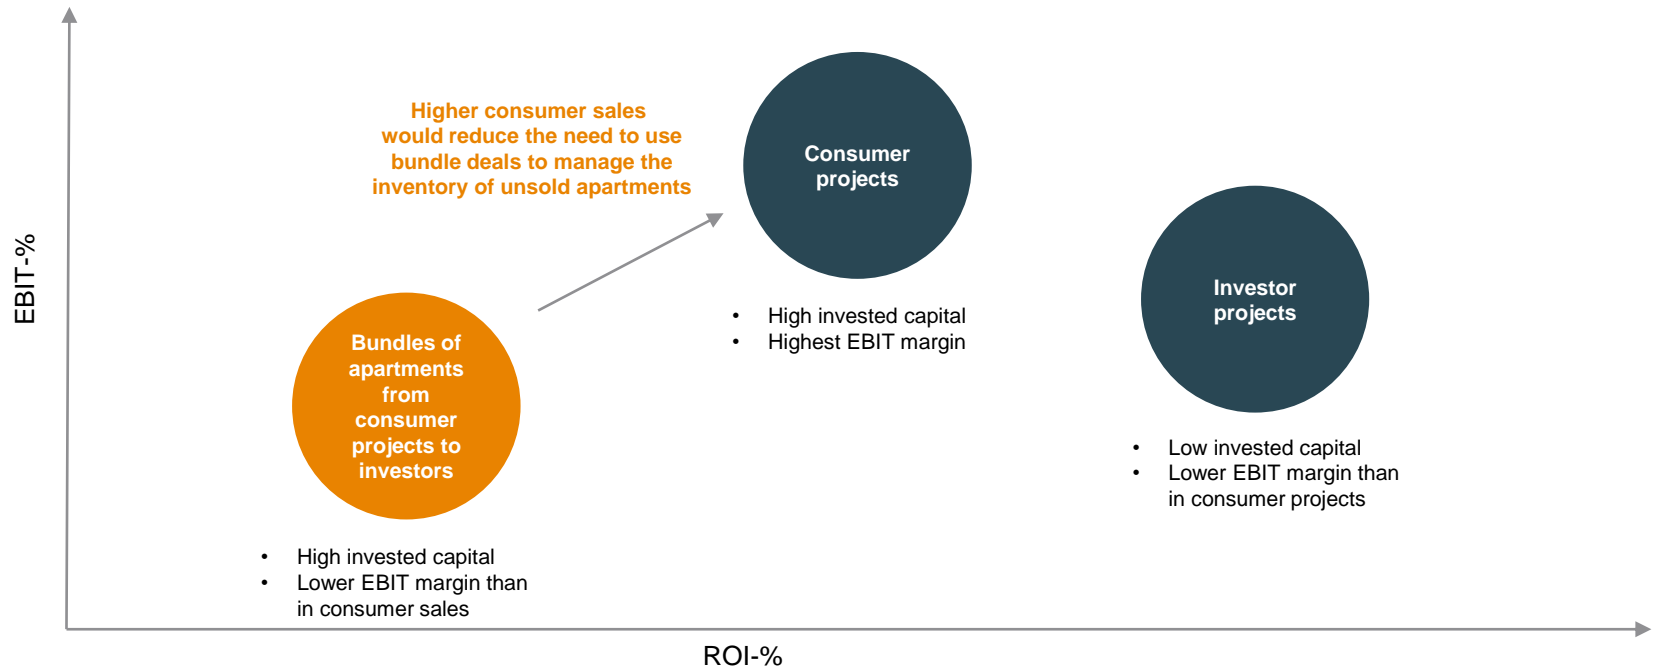 EBIT-%
Higher consumer sales
would reduce the need to use
bundle deals to manage the
inventory of unsold apartments
Consumer
projects
• High invested capital
• Highest EBIT margin
Investor
projects
• Low invested capital
• Lower EBIT margin than
in consumer projects
Bundles of
apartments
from
consumer
projects to
investors
• High invested capital
• Lower EBIT margin than
in consumer sales
ROI-%